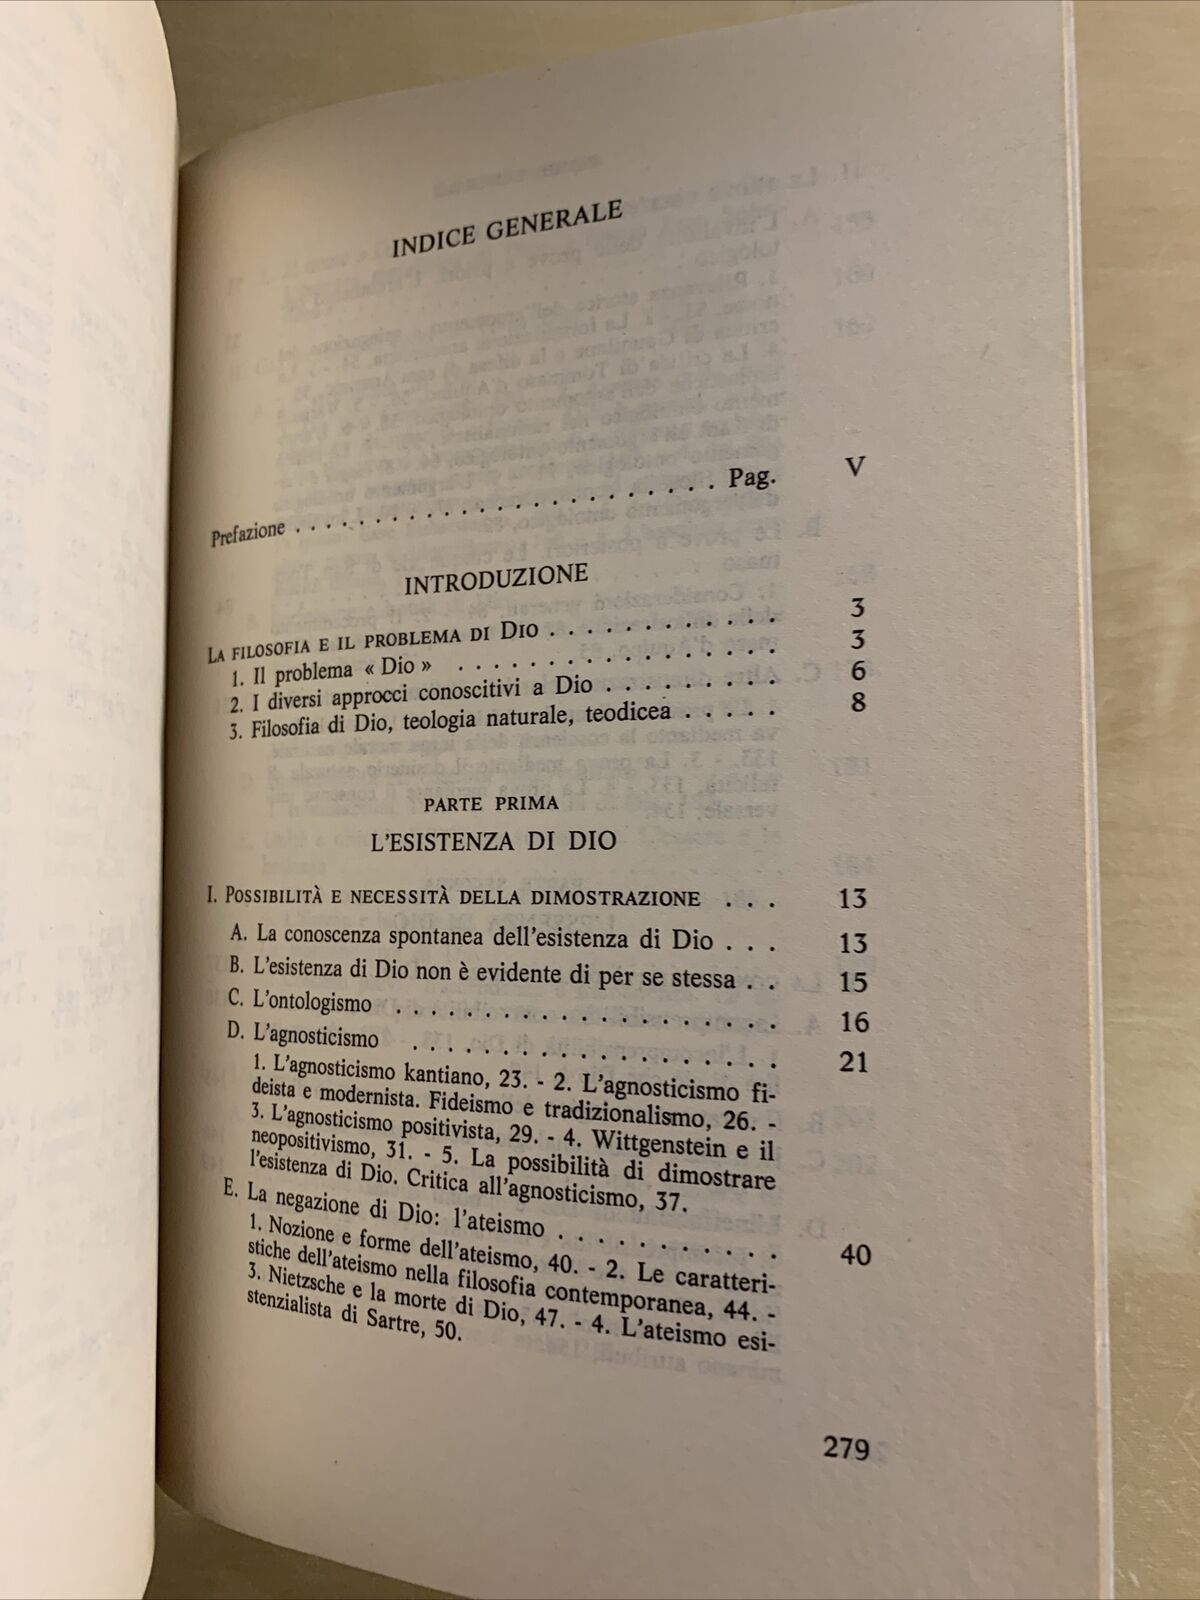 INDICE GENERALE
Prefazione . . . . . . . . . . . . . . . . . . . . . . . . . . Pag. V
INTRODUZIONE
LA FILOSOFIA E IL PROBLEMA DI DIO . . . . . . . . . . . . 3
1. Il problema « Dio » . . . . . . . . . . . . . . . . . 3
2. I diversi approcci conoscitivi a Dio . . . . . . . . . 6
3. Filosofia di Dio, teologia naturale, teodicea . . . . . 8
PARTE PRIMA
L'ESISTENZA DI DIO
I. POSSIBILITÀ E NECESSITÀ DELLA DIMOSTRAZIONE . . . 13
A. La conoscenza spontanea dell'esistenza di Dio . . . 13
B. L'esistenza di Dio non è evidente di per se stessa . . 15
C. L'ontologismo . . . . . . . . . . . . . . . . . . . . 16
D. L'agnosticismo . . . . . . . . . . . . . . . . . . . 21
1. L'agnosticismo kantiano, 23. - 2. L'agnosticismo fi-
deista e modernista. Fideismo e tradizionalismo, 26. -
3. L'agnosticismo positivista, 29. - 4. Wittgenstein e il
neopositivismo, 31. - 5. La possibilità di dimostrare
l'esistenza di Dio. Critica all'agnosticismo, 37.
E. La negazione di Dio: l'ateismo . . . . . . . . . . . 40
1. Nozione e forme dell'ateismo, 40. - 2. Le caratteri-
stiche dell'ateismo nella filosofia contemporanea, 44. -
3. Nietzsche e la morte di Dio, 47. - 4. L'ateismo esi-
stenzialista di Sartre, 50.
279